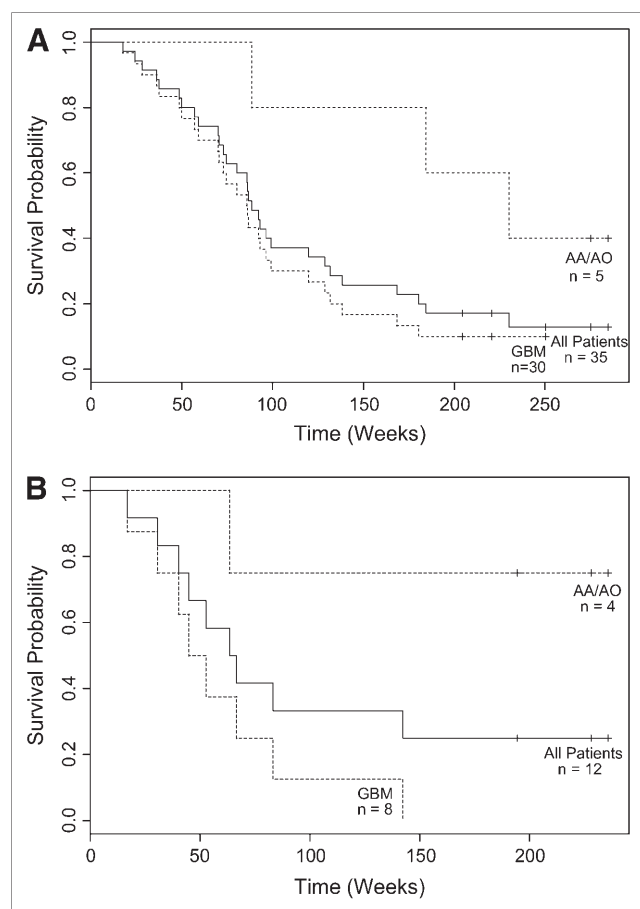 A
Survival Probability
1.0
0.8
0.6
0.4
0.2
0.0
AA/AO
n = 5
GBM
n=30
All Patients
n = 35
0 50 100 150 200 250
Time (Weeks)
B
Survival Probability
1.0
0.8
0.6
0.4
0.2
0.0
AA/AO
n = 4
All Patients
n = 12
GBM
n = 8
0 50 100 150 200
Time (Weeks)